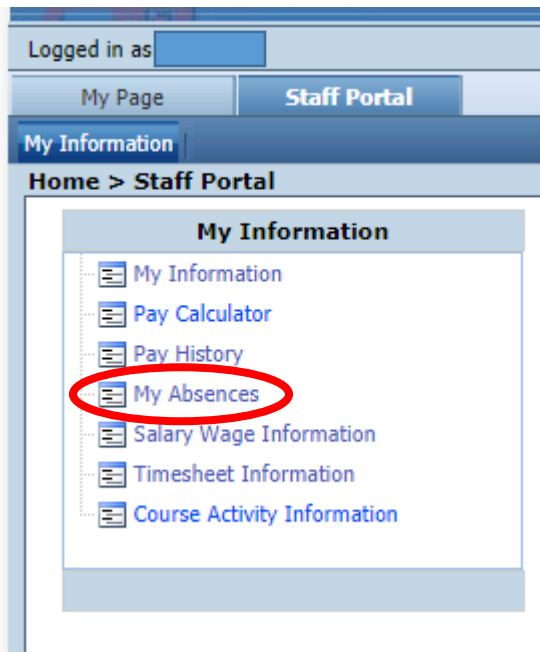 Logged in as
My Page Staff Portal
My Information
Home > Staff Portal
My Information
My Information
Pay Calculator
Pay History
My Absences
Salary Wage Information
Timesheet Information
Course Activity Information